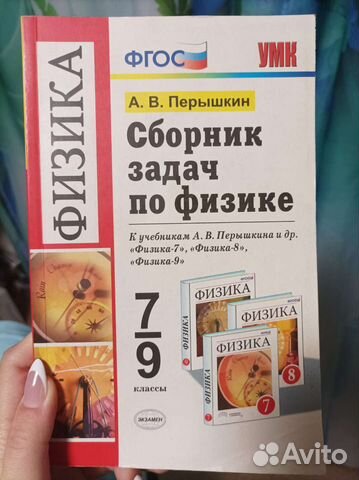 ФГОС
УМК
А. В. Перышкин
ФИЗИКА
Сборник
задач
по физике
К учебникам А. В. Перышкина и др.
«Физика-7», «Физика-8»,
«Физика-9»
7-9
классы
ФИЗИКА
ФИЗИКА
8
ФИЗИКА
7
ФИЗИКА
ЭКЗАМЕН
Avito